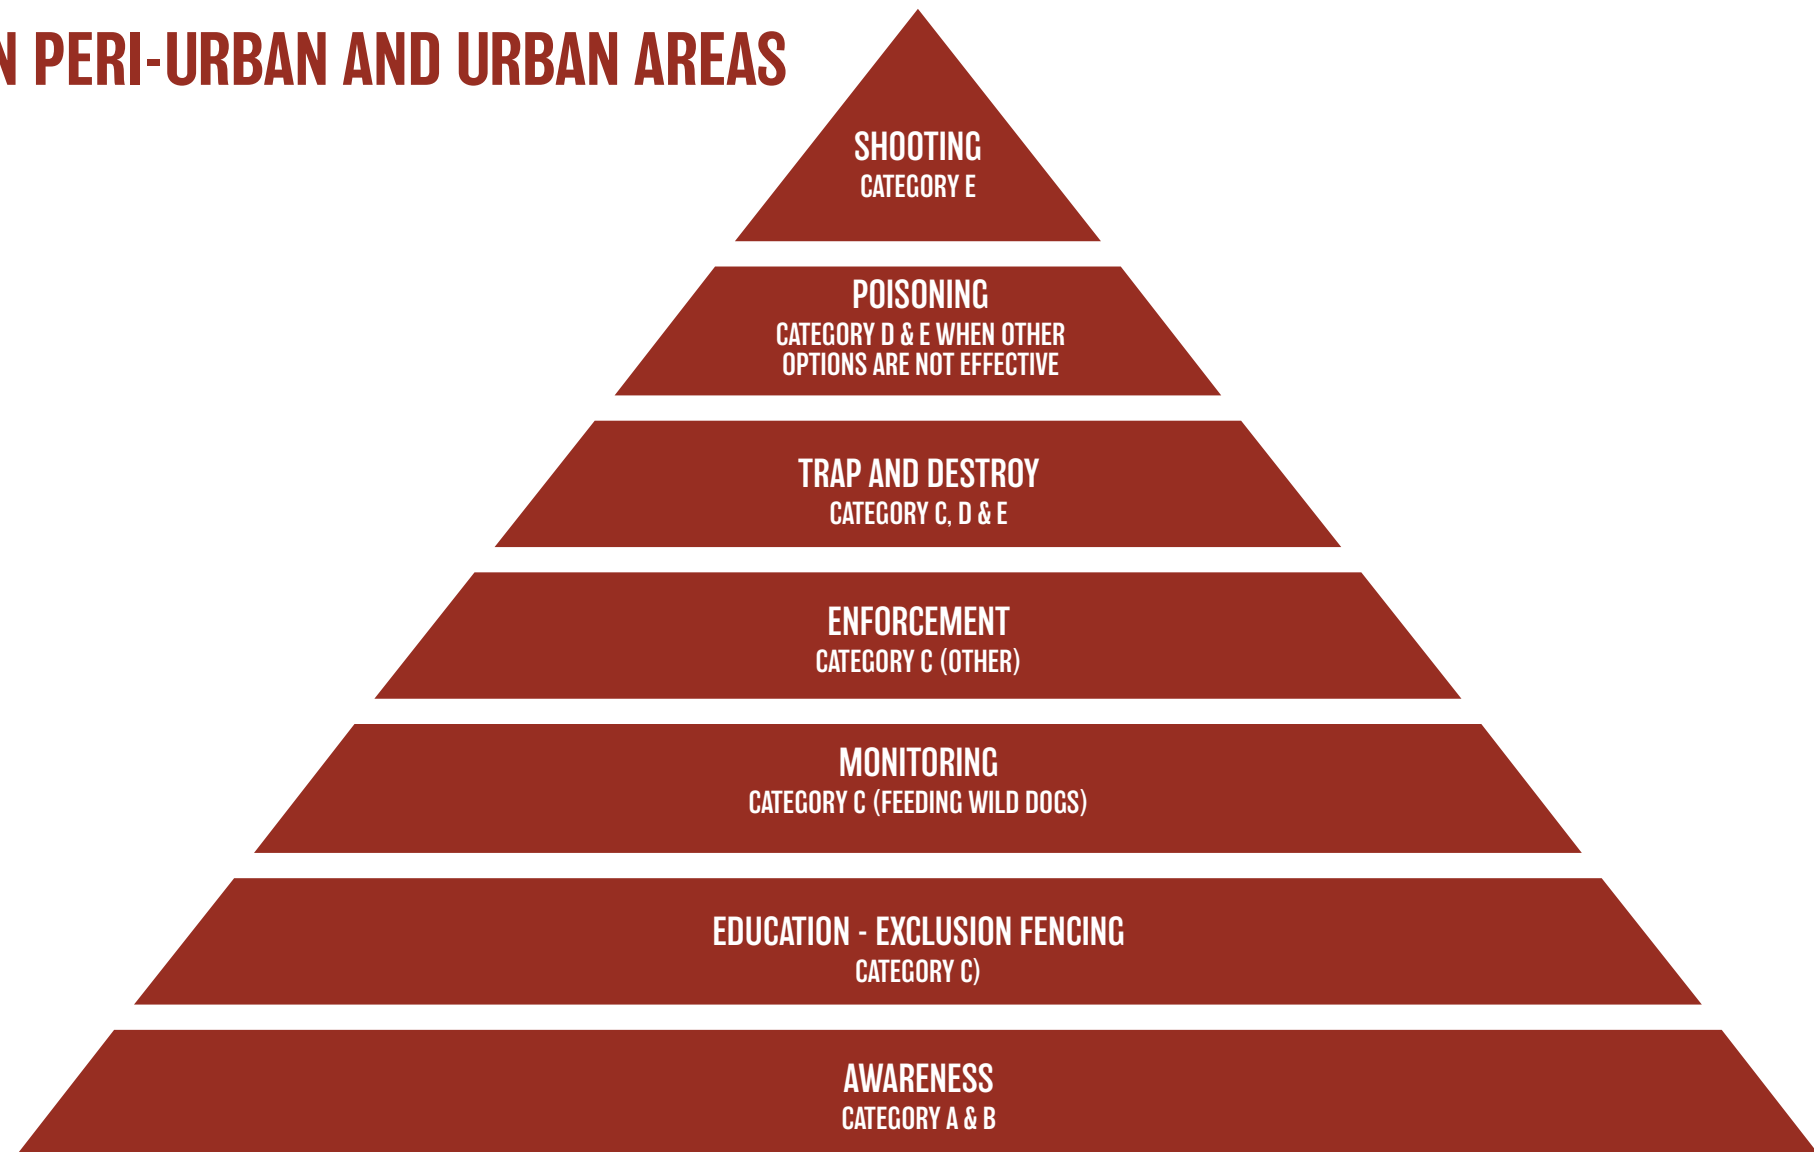 N PERI-URBAN AND URBAN AREAS
SHOOTING
CATEGORY E
POISONING
CATEGORY D & E WHEN OTHER
OPTIONS ARE NOT EFFECTIVE
TRAP AND DESTROY
CATEGORY C, D & E
ENFORCEMENT
CATEGORY C (OTHER)
MONITORING
CATEGORY C (FEEDING WILD DOGS)
EDUCATION - EXCLUSION FENCING
CATEGORY C)
AWARENESS
CATEGORY A & B